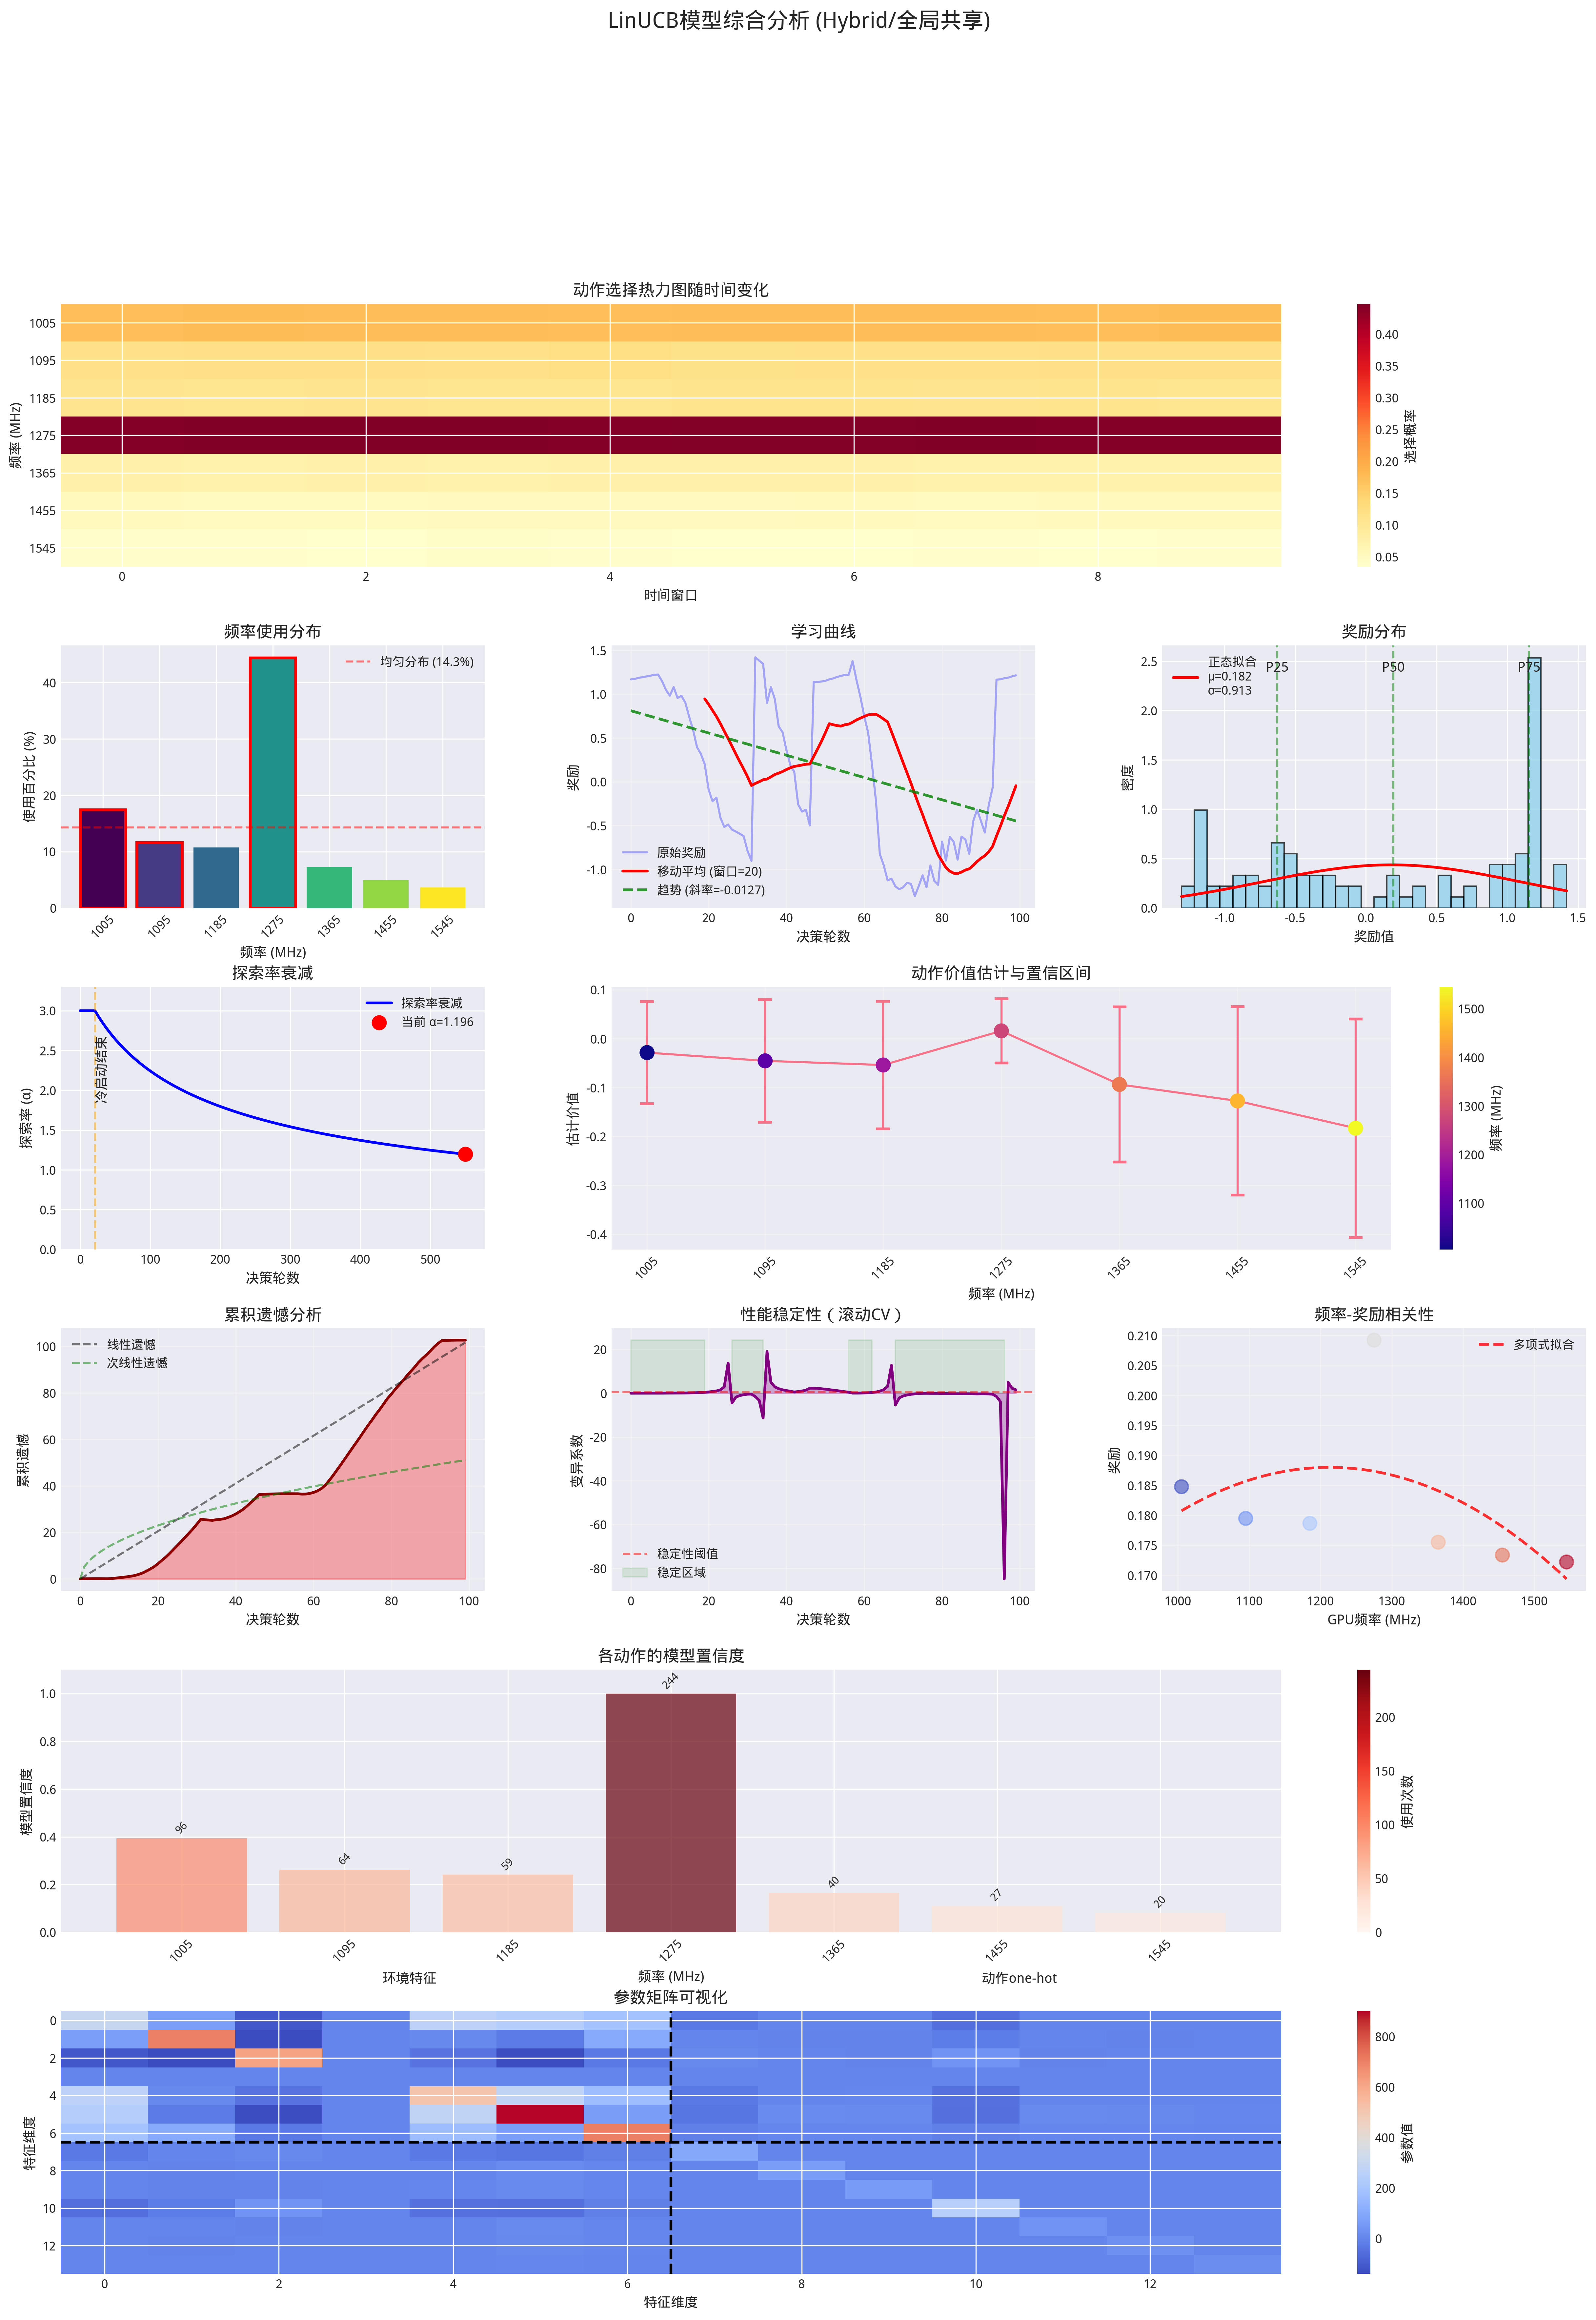 LinUCB模型综合分析 (Hybrid/全局共享)
动作选择热力图随时间变化
频率 (MHz)
1005
1095
1185
1275
1365
1455
1545
0 2 4 6 8
时间窗口
0.40
0.35
0.30
0.25
0.20
0.15
0.10
0.05
选择概率
频率使用分布
使用百分比 (%)
40
30
20
10
0
均匀分布 (14.3%)
1005 1095 1185 1275 1365 1455 1545
频率 (MHz)
学习曲线
奖励
1.5
1.0
0.5
0.0
-0.5
-1.0
原始奖励
移动平均 (窗口=20)
趋势 (斜率=-0.0127)
0 20 40 60 80 100
决策轮数
奖励分布
密度
2.5
2.0
1.5
1.0
0.5
0.0
正态拟合
μ=0.182
σ=0.913
P25 P50 P75
-1.0 -0.5 0.0 0.5 1.0 1.5
奖励值
探索率衰减
探索率 (α)
3.0
2.5
2.0
1.5
1.0
0.5
0.0
冷启动结束
探索率衰减
当前 α=1.196
0 100 200 300 400 500
决策轮数
动作价值估计与置信区间
估计价值
0.1
0.0
-0.1
-0.2
-0.3
-0.4
1005 1095 1185 1275 1365 1455 1545
频率 (MHz)
1500
1400
1300
1200
1100
频率 (MHz)
累积遗憾分析
累积遗憾
100
80
60
40
20
0
线性遗憾
次线性遗憾
0 20 40 60 80 100
决策轮数
性能稳定性（滚动CV）
变异系数
20
0
-20
-40
-60
-80
稳定性阈值
稳定区域
0 20 40 60 80 100
决策轮数
频率-奖励相关性
奖励
0.210
0.205
0.200
0.195
0.190
0.185
0.180
0.175
0.170
多项式拟合
1000 1100 1200 1300 1400 1500
GPU频率 (MHz)
各动作的模型置信度
模型置信度
1.0
0.8
0.6
0.4
0.2
0.0
96 64 59 244 40 27 20
1005 1095 1185 1275 1365 1455 1545
频率 (MHz)
200
150
100
50
0
使用次数
环境特征
动作one-hot
参数矩阵可视化
特征维度
0
2
4
6
8
10
12
0 2 4 6 8 10 12
特征维度
800
600
400
200
0
参数值